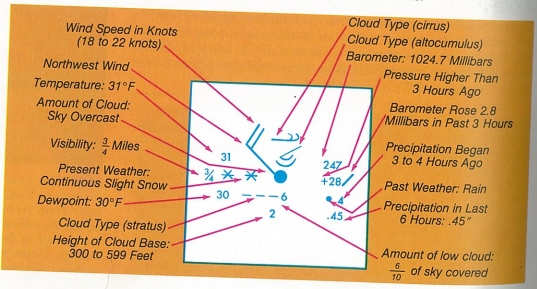 Wind Speed in Knots
(18 to 22 knots)
Northwest Wind
Temperature: 31°F
Amount of Cloud:
Sky Overcast
Visibility: 3/4 Miles
Present Weather:
Continuous Slight Snow
Dewpoint: 30°F
Cloud Type (stratus)
Height of Cloud Base:
300 to 599 Feet
31
3/4
30
6
2
247
+28
4
.45
Cloud Type (cirrus)
Cloud Type (altocumulus)
Barometer: 1024.7 Millibars
Pressure Higher Than
3 Hours Ago
Barometer Rose 2.8
Millibars in Past 3 Hours
Precipitation Began
3 to 4 Hours Ago
Past Weather: Rain
Precipitation in Last
6 Hours: .45"
Amount of low cloud:
6/10 of sky covered